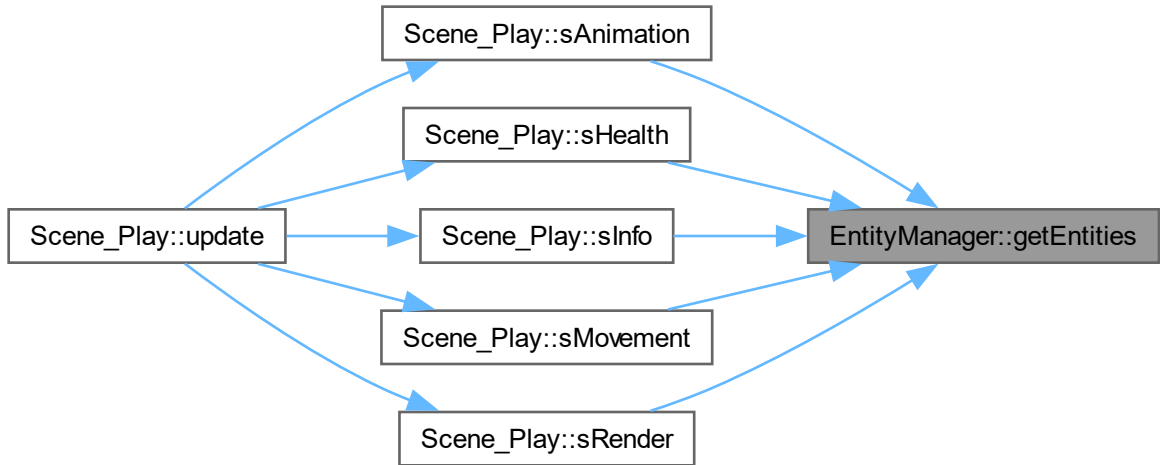 Scene_Play::sAnimation
Scene_Play::sHealth
Scene_Play::update
Scene_Play::sInfo
EntityManager::getEntities
Scene_Play::sMovement
Scene_Play::sRender